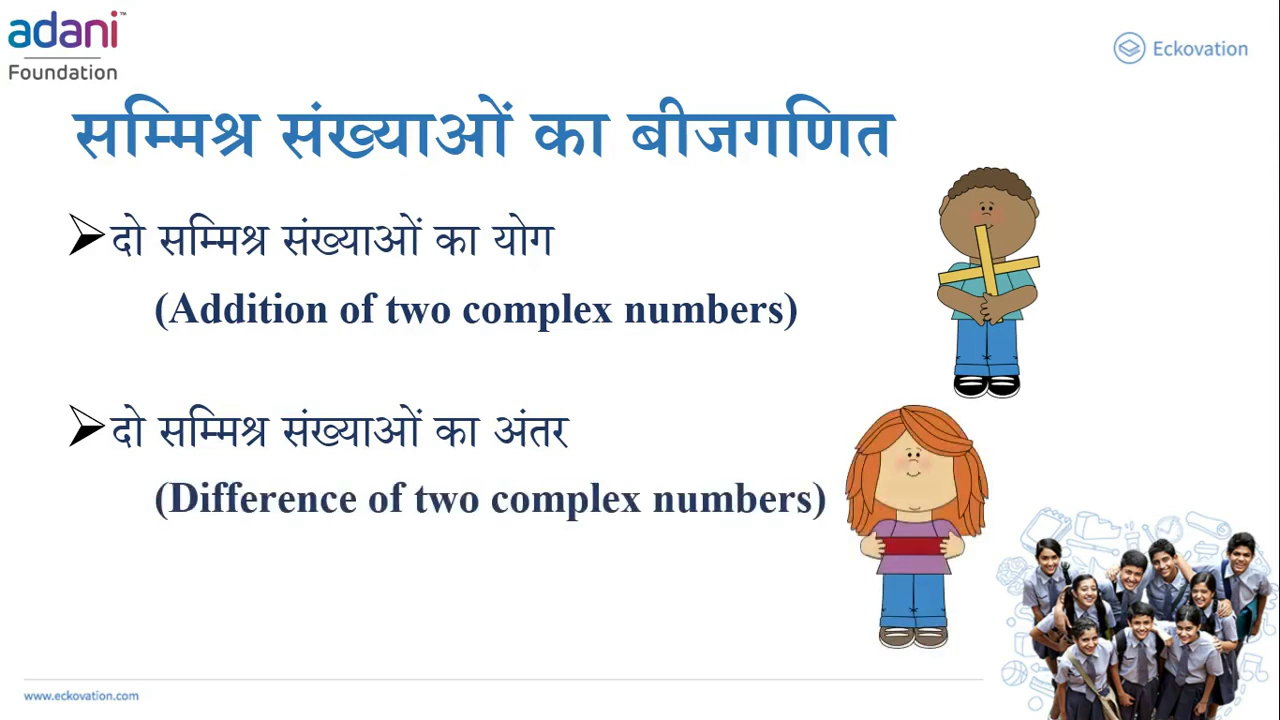 adani™
Foundation
Eckovation
सम्मिश्र संख्याओं का बीजगणित
दो सम्मिश्र संख्याओं का योग
(Addition of two complex numbers)
दो सम्मिश्र संख्याओं का अंतर
(Difference of two complex numbers)
www.eckovation.com